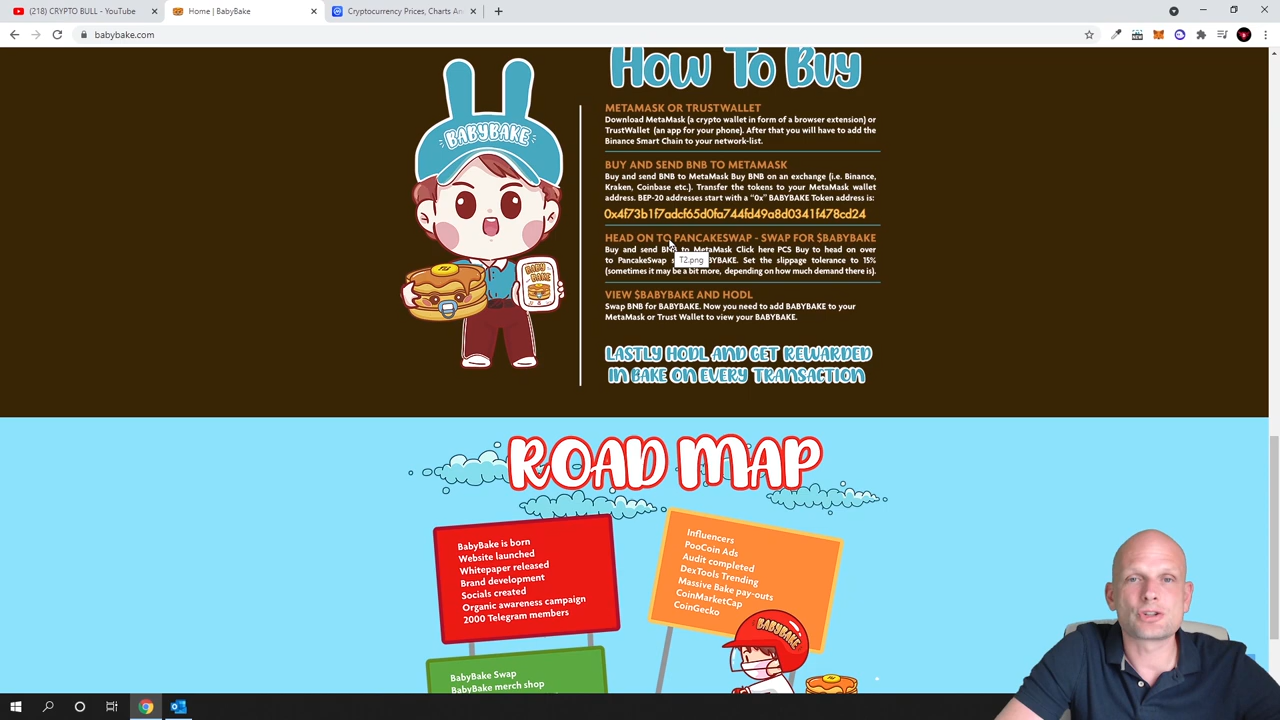 (218) CRYPTO BULL - YouTube
Home | BabyBake
Cryptocurrency Prices, Charts An
babybake.com
How To Buy
METAMASK OR TRUSTWALLET
Download MetaMask (a crypto wallet in form of a browser extension) or
TrustWallet (an app for your phone). After that you will have to add the
Binance Smart Chain to your network-list.
BABYBAKE
BUY AND SEND BNB TO METAMASK
Buy and send BNB to MetaMask Buy BNB on an exchange (i.e. Binance,
Kraken, Coinbase etc.). Transfer the tokens to your MetaMask wallet
address. BEP-20 addresses start with a "0x" BABYBAKE Token address is:
0x4f73b1f7adcf65d0fa744fd49a8d0341f478cd24
HEAD ON TO PANCAKESWAP - SWAP FOR $BABYBAKE
Buy and send BNB to MetaMask Click here PCS Buy to head on over
to PancakeSwap BYBAKE. Set the slippage tolerance to 15%
T2.png
(sometimes it may be a bit more, depending on how much demand there is).
BABY
BAKE
VIEW $BABYBAKE AND HODL
Swap BNB for BABYBAKE. Now you need to add BABYBAKE to your
MetaMask or Trust Wallet to view your BABYBAKE.
LASTLY HODL AND GET REWARDED
IN BAKE ON EVERY TRANSACTION
ROAD MAP
BabyBake is born
Website launched
Whitepaper released
Brand development
Socials created
Organic awareness campaign
2000 Telegram members
Influencers
PooCoin Ads
Audit completed
DexTools Trending
Massive Bake pay-outs
CoinMarketCap
CoinGecko
BABYBAKE
BabyBake Swap
BabyBake merch shop